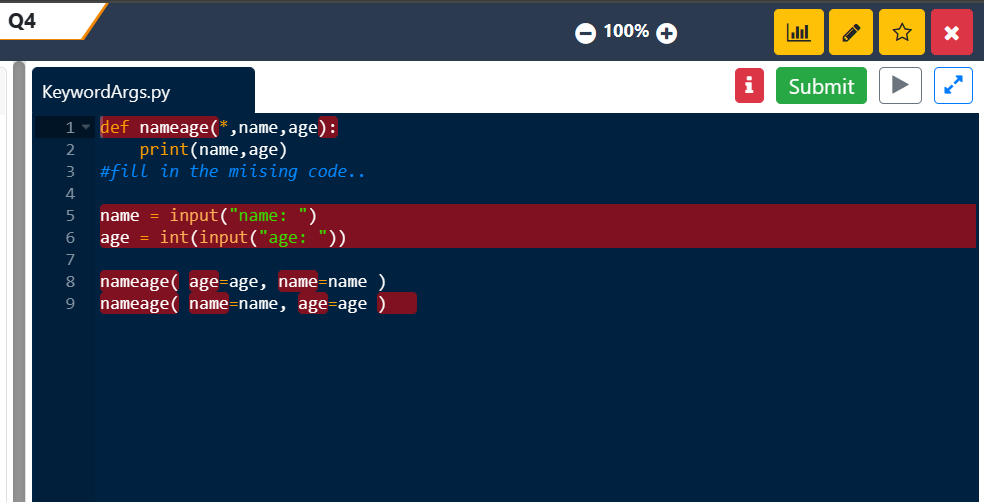 Q4
100%
Submit
KeywordArgs.py
1 def nameage(*,name,age):
2 print(name,age)
3 #fill in the miising code..
4
5 name = input("name: ")
6 age = int(input("age: "))
7
8 nameage( age=age, name=name )
9 nameage( name=name, age=age )